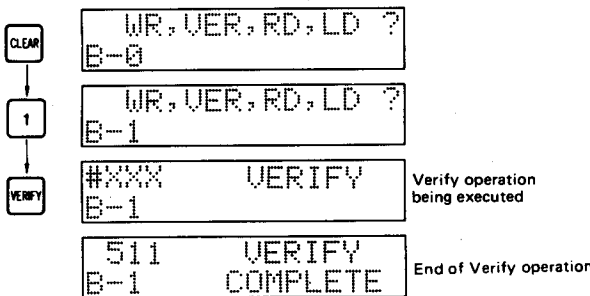 CLEAR
WR,VER,RD,LD ?
B-0
1
WR,VER,RD,LD ?
B-1
VERIFY
#XXX VERIFY
B-1
Verify operation
being executed
511 VERIFY
B-1 COMPLETE
End of Verify operation